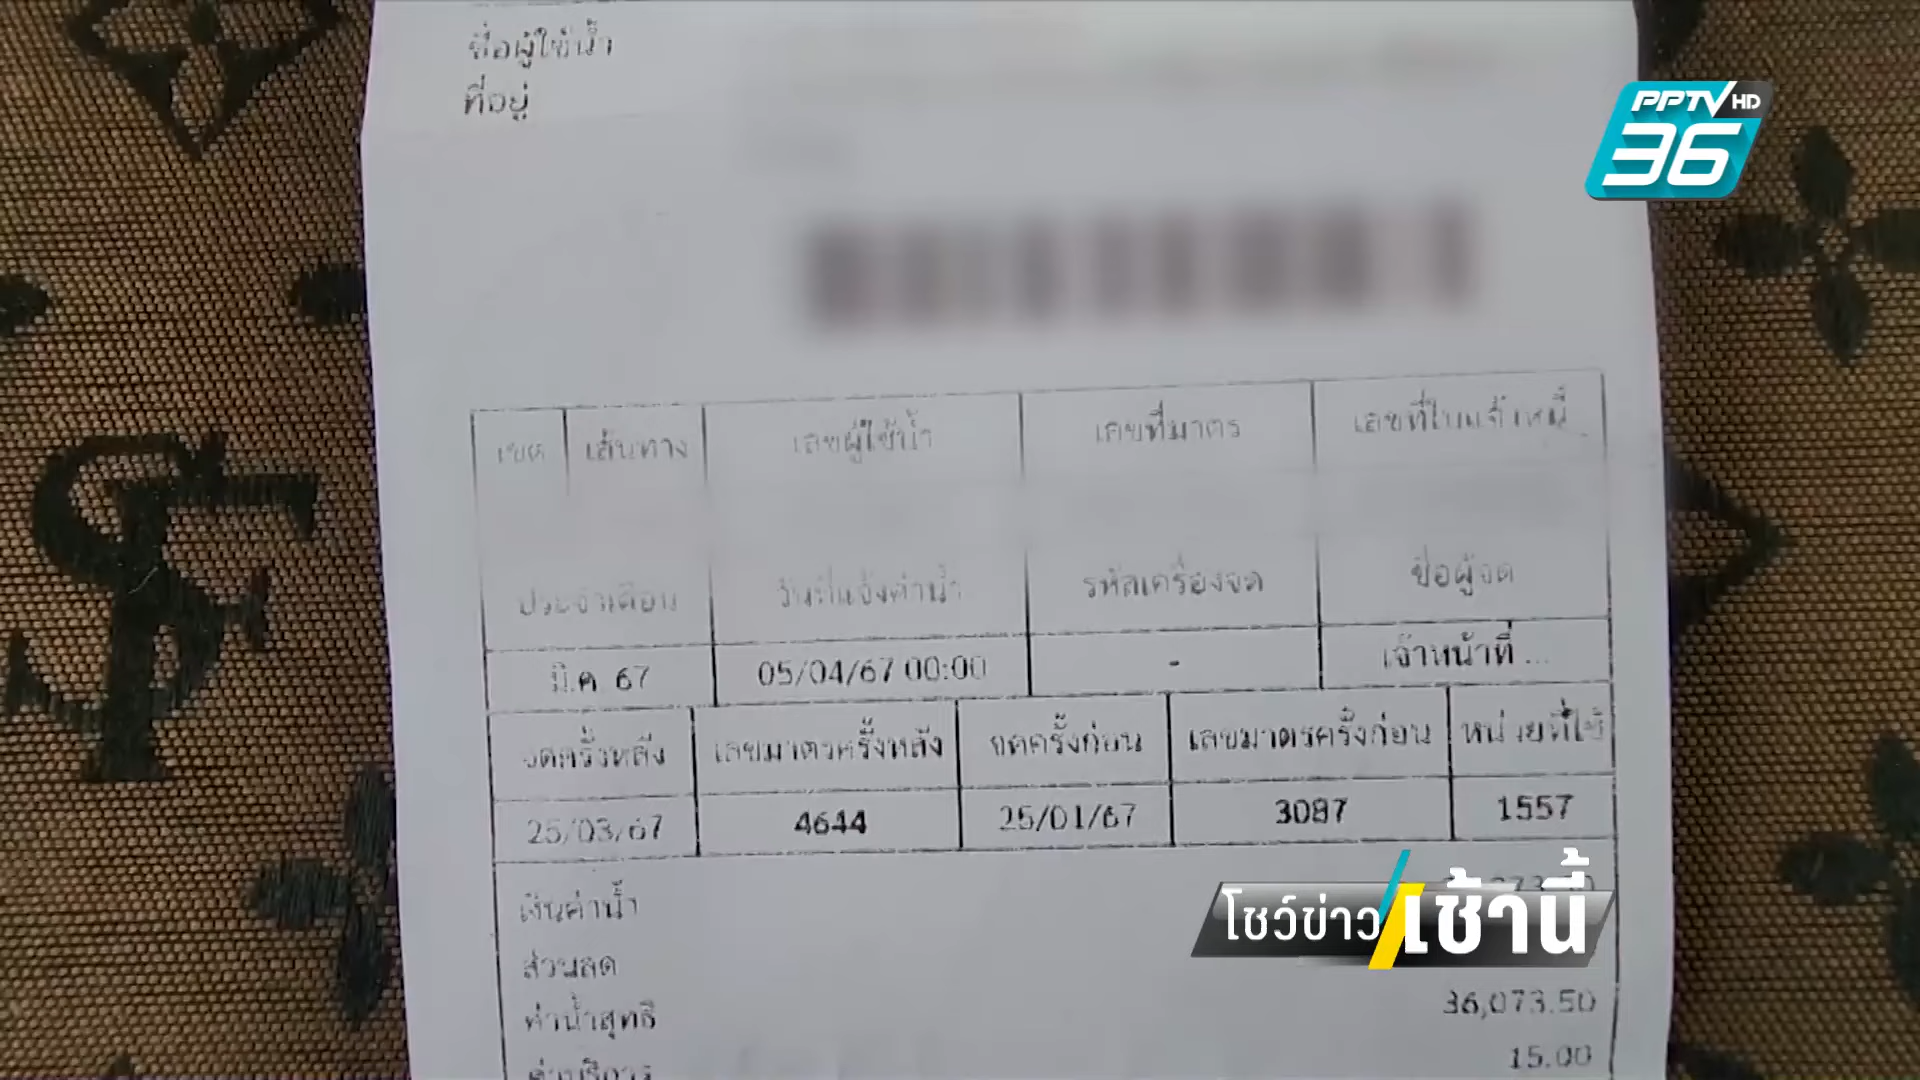 ชื่อผู้ใช้น้ำ
ที่อยู่
PPTV HD
36
เขต เส้นทาง เลขผู้ใช้น้ำ เลขที่มาตร เลขที่ใบแจ้งหนี้
ประจำเดือน วันที่แจ้งค่าน้ำ รหัสเครื่องจด ชื่อผู้จด
มี.ค. 67 05/04/67 00:00 - เจ้าหน้าที่ ...
จดครั้งหลัง เลขมาตรครั้งหลัง จดครั้งก่อน เลขมาตรครั้งก่อน หน่วยที่ใช้
25/03/67 4644 25/01/67 3087 1557
เงินค่าน้ำ
โชว์ข่าวเช้านี้
ส่วนลด
ค่าน้ำสุทธิ 36,073.50
ค่าบริการ 15.00